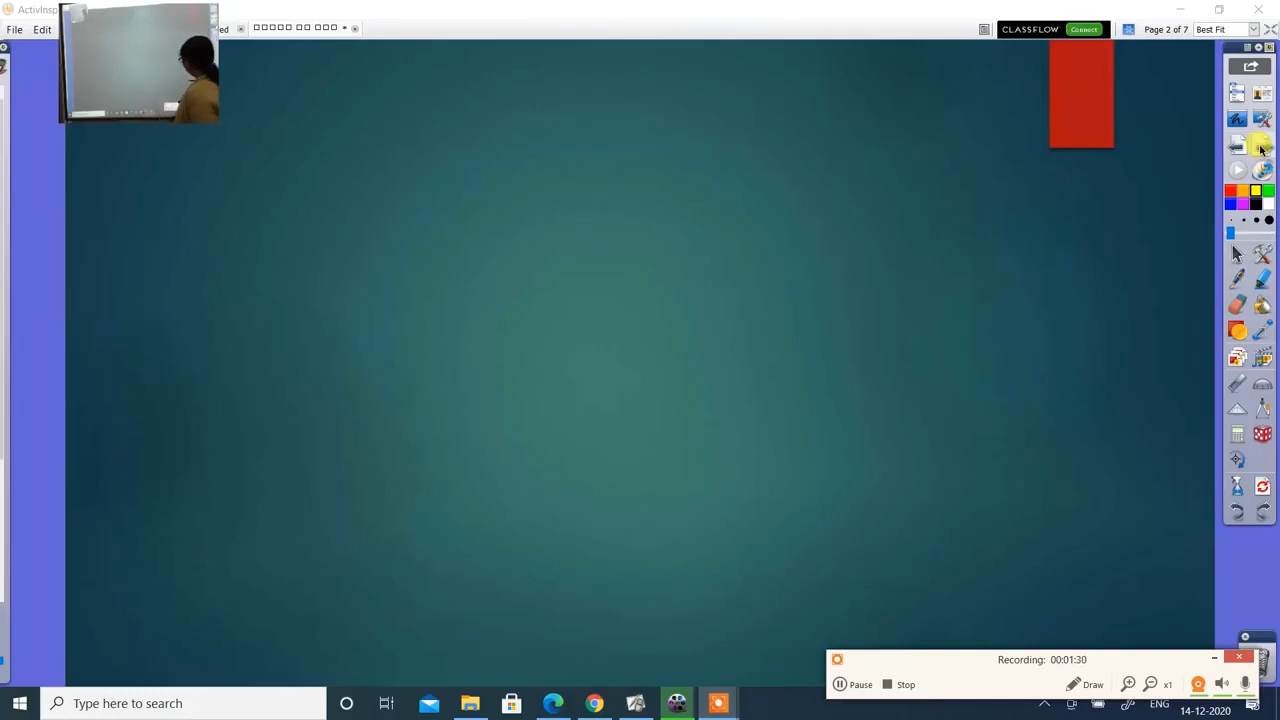 ActivInsp
ed
File
Edit
CLASSFLOW
Connect
Page 2 of 7
Best Fit
Recording: 00:01:30
Pause
Stop
Draw
x1
Type here to search
ENG
14-12-2020